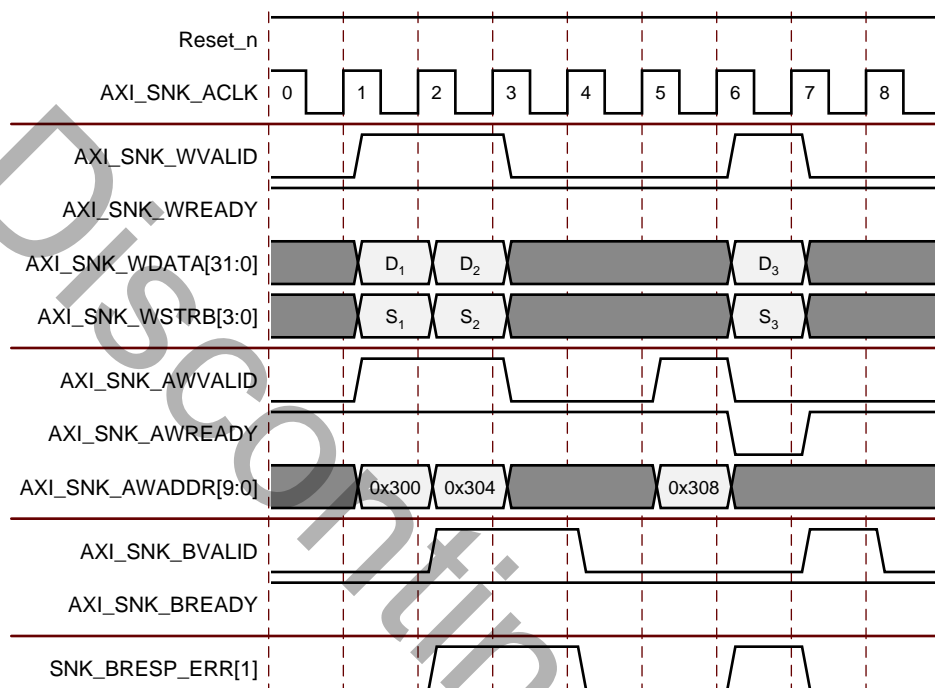 Reset_n
AXI_SNK_ACLK 0 1 2 3 4 5 6 7 8
AXI_SNK_WVALID
AXI_SNK_WREADY
AXI_SNK_WDATA[31:0] D1 D2 D3
AXI_SNK_WSTRB[3:0] S1 S2 S3
AXI_SNK_AWVALID
AXI_SNK_AWREADY
AXI_SNK_AWADDR[9:0] 0x300 0x304 0x308
AXI_SNK_BVALID
AXI_SNK_BREADY
SNK_BRESP_ERR[1]
Discontin